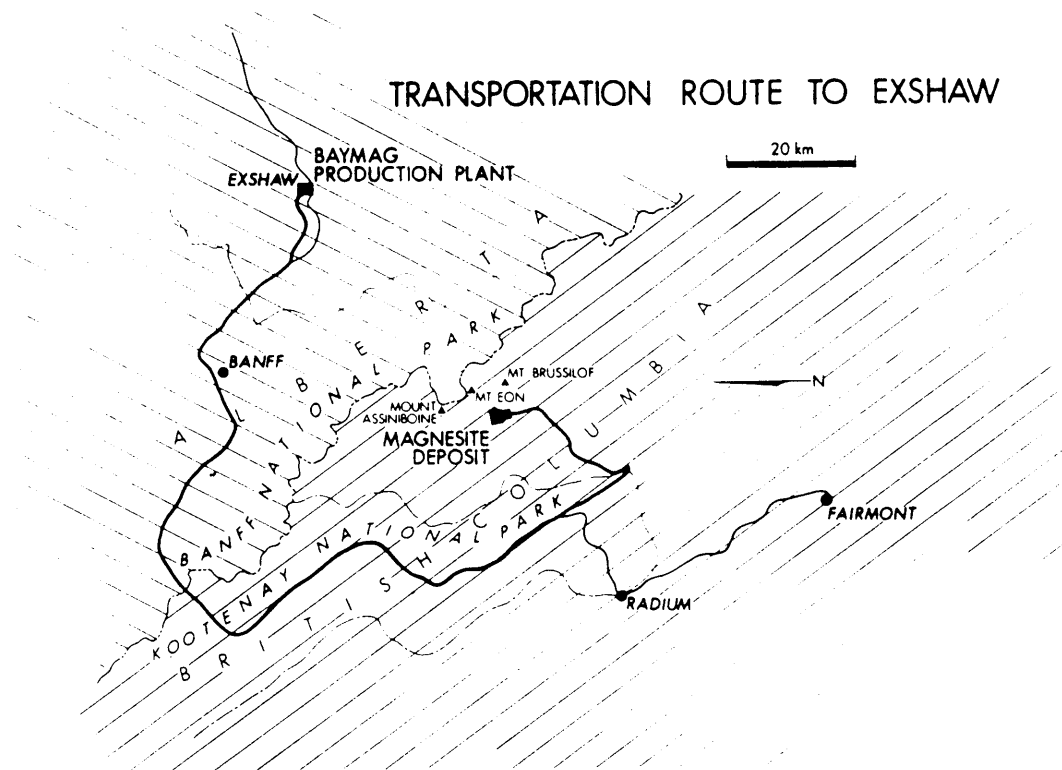 TRANSPORTATION ROUTE TO EXSHAW
20 km
BAYMAG
PRODUCTION PLANT
EXSHAW
ALBERTA
BANFF
BANFF NATIONAL PARK
MT BRUSSILOF
MT EON
MOUNT
ASSINIBOINE
MAGNESITE
DEPOSIT
N
KOOTENAY NATIONAL PARK
BRITISH COLUMBIA
FAIRMONT
RADIUM